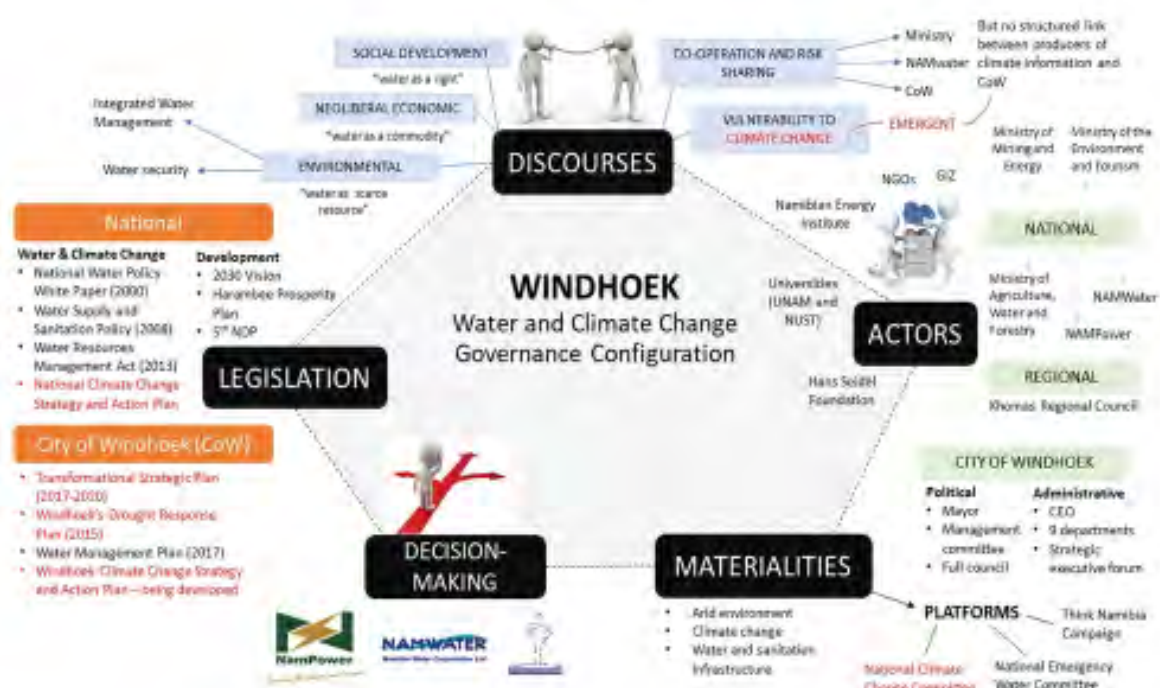 SOCIAL DEVELOPMENT
"water as a right"
NEOLIBERAL ECONOMIC
"water as a commodity"
ENVIRONMENTAL
"water as scarce
resource"
Integrated Water
Management
Water security
DISCOURSES
CO-OPERATION AND RISK
SHARING
Ministry
NAMwater
CoW
But no structured link
between producers of
climate information and
CoW
VULNERABILITY TO
CLIMATE CHANGE
EMERGENT
National
Water & Climate Change
• National Water Policy
White Paper (2000)
• Water Supply and
Sanitation Policy (2008)
• Water Resources
Management Act (2013)
• National Climate Change
Strategy and Action Plan
Development
• 2030 Vision
• Harambee Prosperity
Plan
• 5th NDP
LEGISLATION
City of Windhoek (CoW)
• Transformational Strategic Plan
(2017-2020)
• Windhoek's Drought Response
Plan (2015)
• Water Management Plan (2017)
• Windhoek Climate Change Strategy
and Action Plan – being developed
WINDHOEK
Water and Climate Change
Governance Configuration
Ministry of
Mining and
Energy
Ministry of the
Environment
and Tourism
NGOs
GIZ
Namibian Energy
Institute
Universities
(UNAM and
NUST)
Hans Seidel
Foundation
ACTORS
NATIONAL
Ministry of
Agriculture,
Water and
Forestry
NAMWater
NAMPower
REGIONAL
Khomas Regional Council
CITY OF WINDHOEK
Political
• Mayor
• Management
committee
• Full council
Administrative
• CEO
• 9 departments
• Strategic
executive forum
DECISION-
MAKING
NamPower
NAMWATER
MATERIALITIES
• Arid environment
• Climate change
• Water and sanitation
infrastructure
PLATFORMS
Think Namibia
Campaign
National Climate
Change Committee
National Emergency
Water Committee